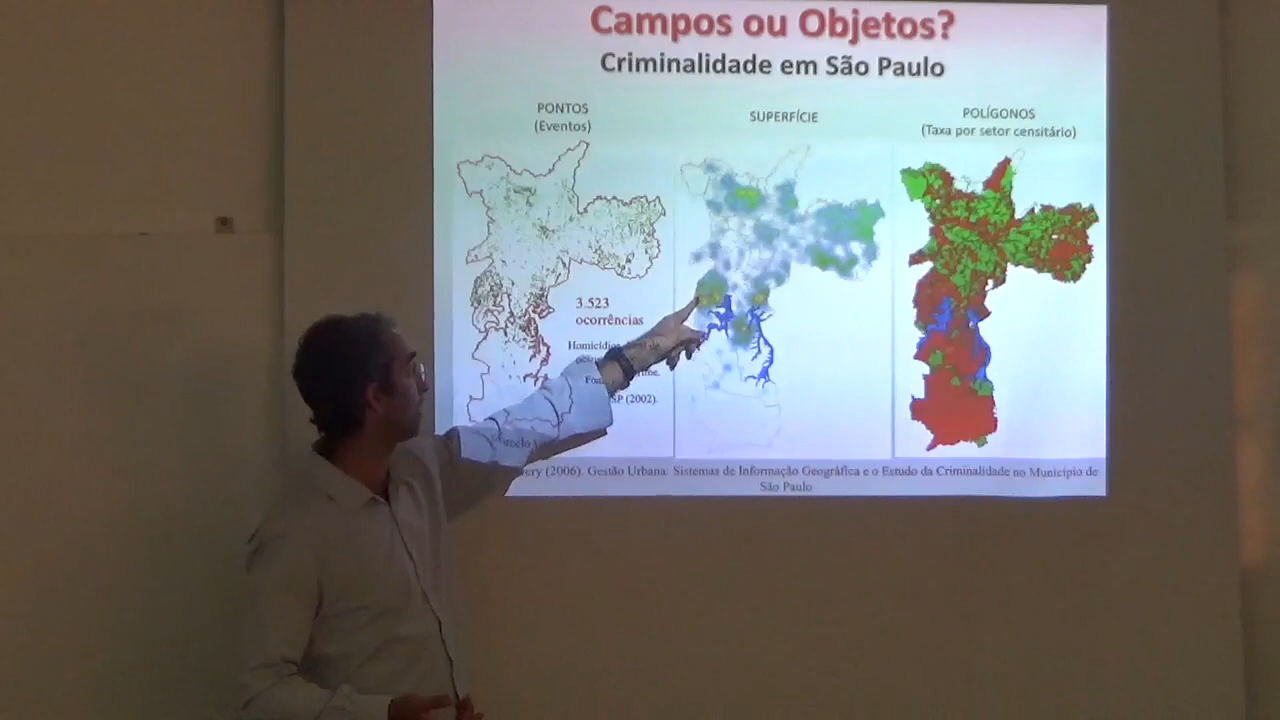 Campos ou Objetos?
Criminalidade em São Paulo
PONTOS
(Eventos)
SUPERFÍCIE
POLÍGONOS
(Taxa por setor censitário)
3.523
ocorrências
Homicídios de
SP (2002).
(2006). Gestão Urbana: Sistemas de Informação Geográfica e o Estudo da Criminalidade no Município de
São Paulo